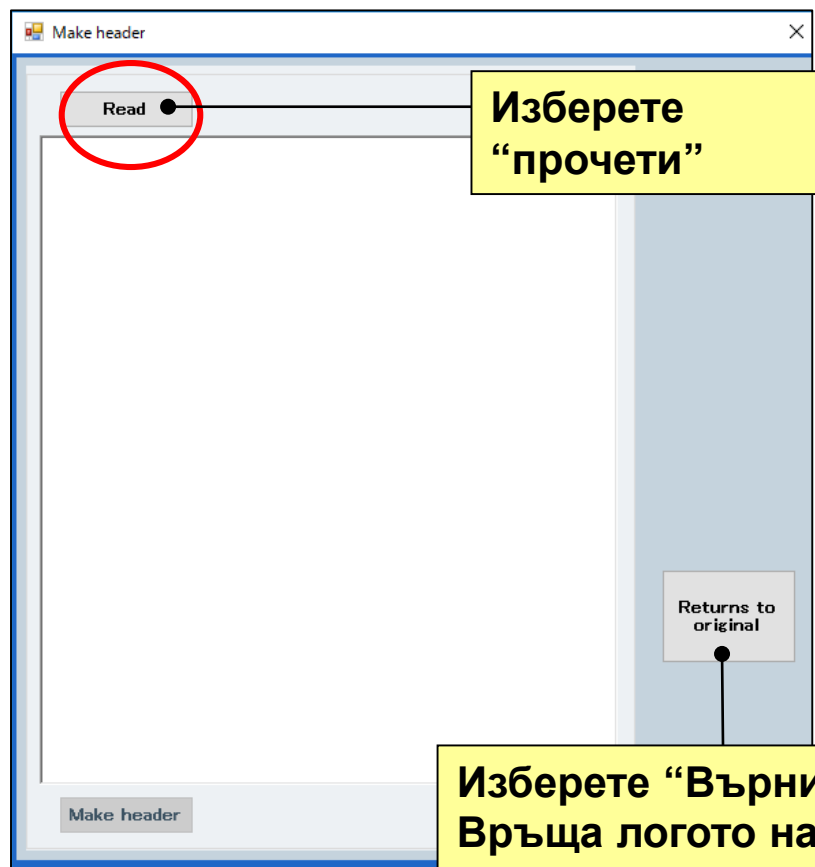 Make header
Read
Изберете
“прочети”
Returns to
original
Изберете “Върни
Връща логото на
Make header